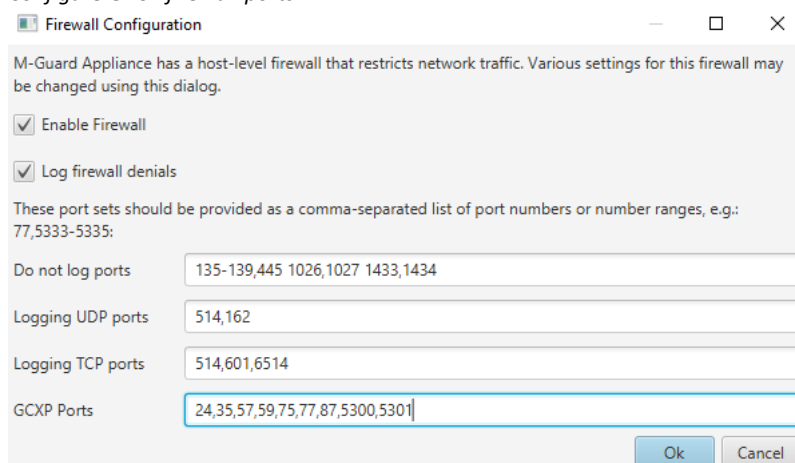 Firewall Configuration
M-Guard Appliance has a host-level firewall that restricts network traffic. Various settings for this firewall may
be changed using this dialog.
Enable Firewall
Log firewall denials
These port sets should be provided as a comma-separated list of port numbers or number ranges, e.g.:
77,5333-5335:
Do not log ports 135-139,445 1026,1027 1433,1434
Logging UDP ports 514,162
Logging TCP ports 514,601,6514
GCXP Ports 24,35,57,59,75,77,87,5300,5301
Ok Cancel